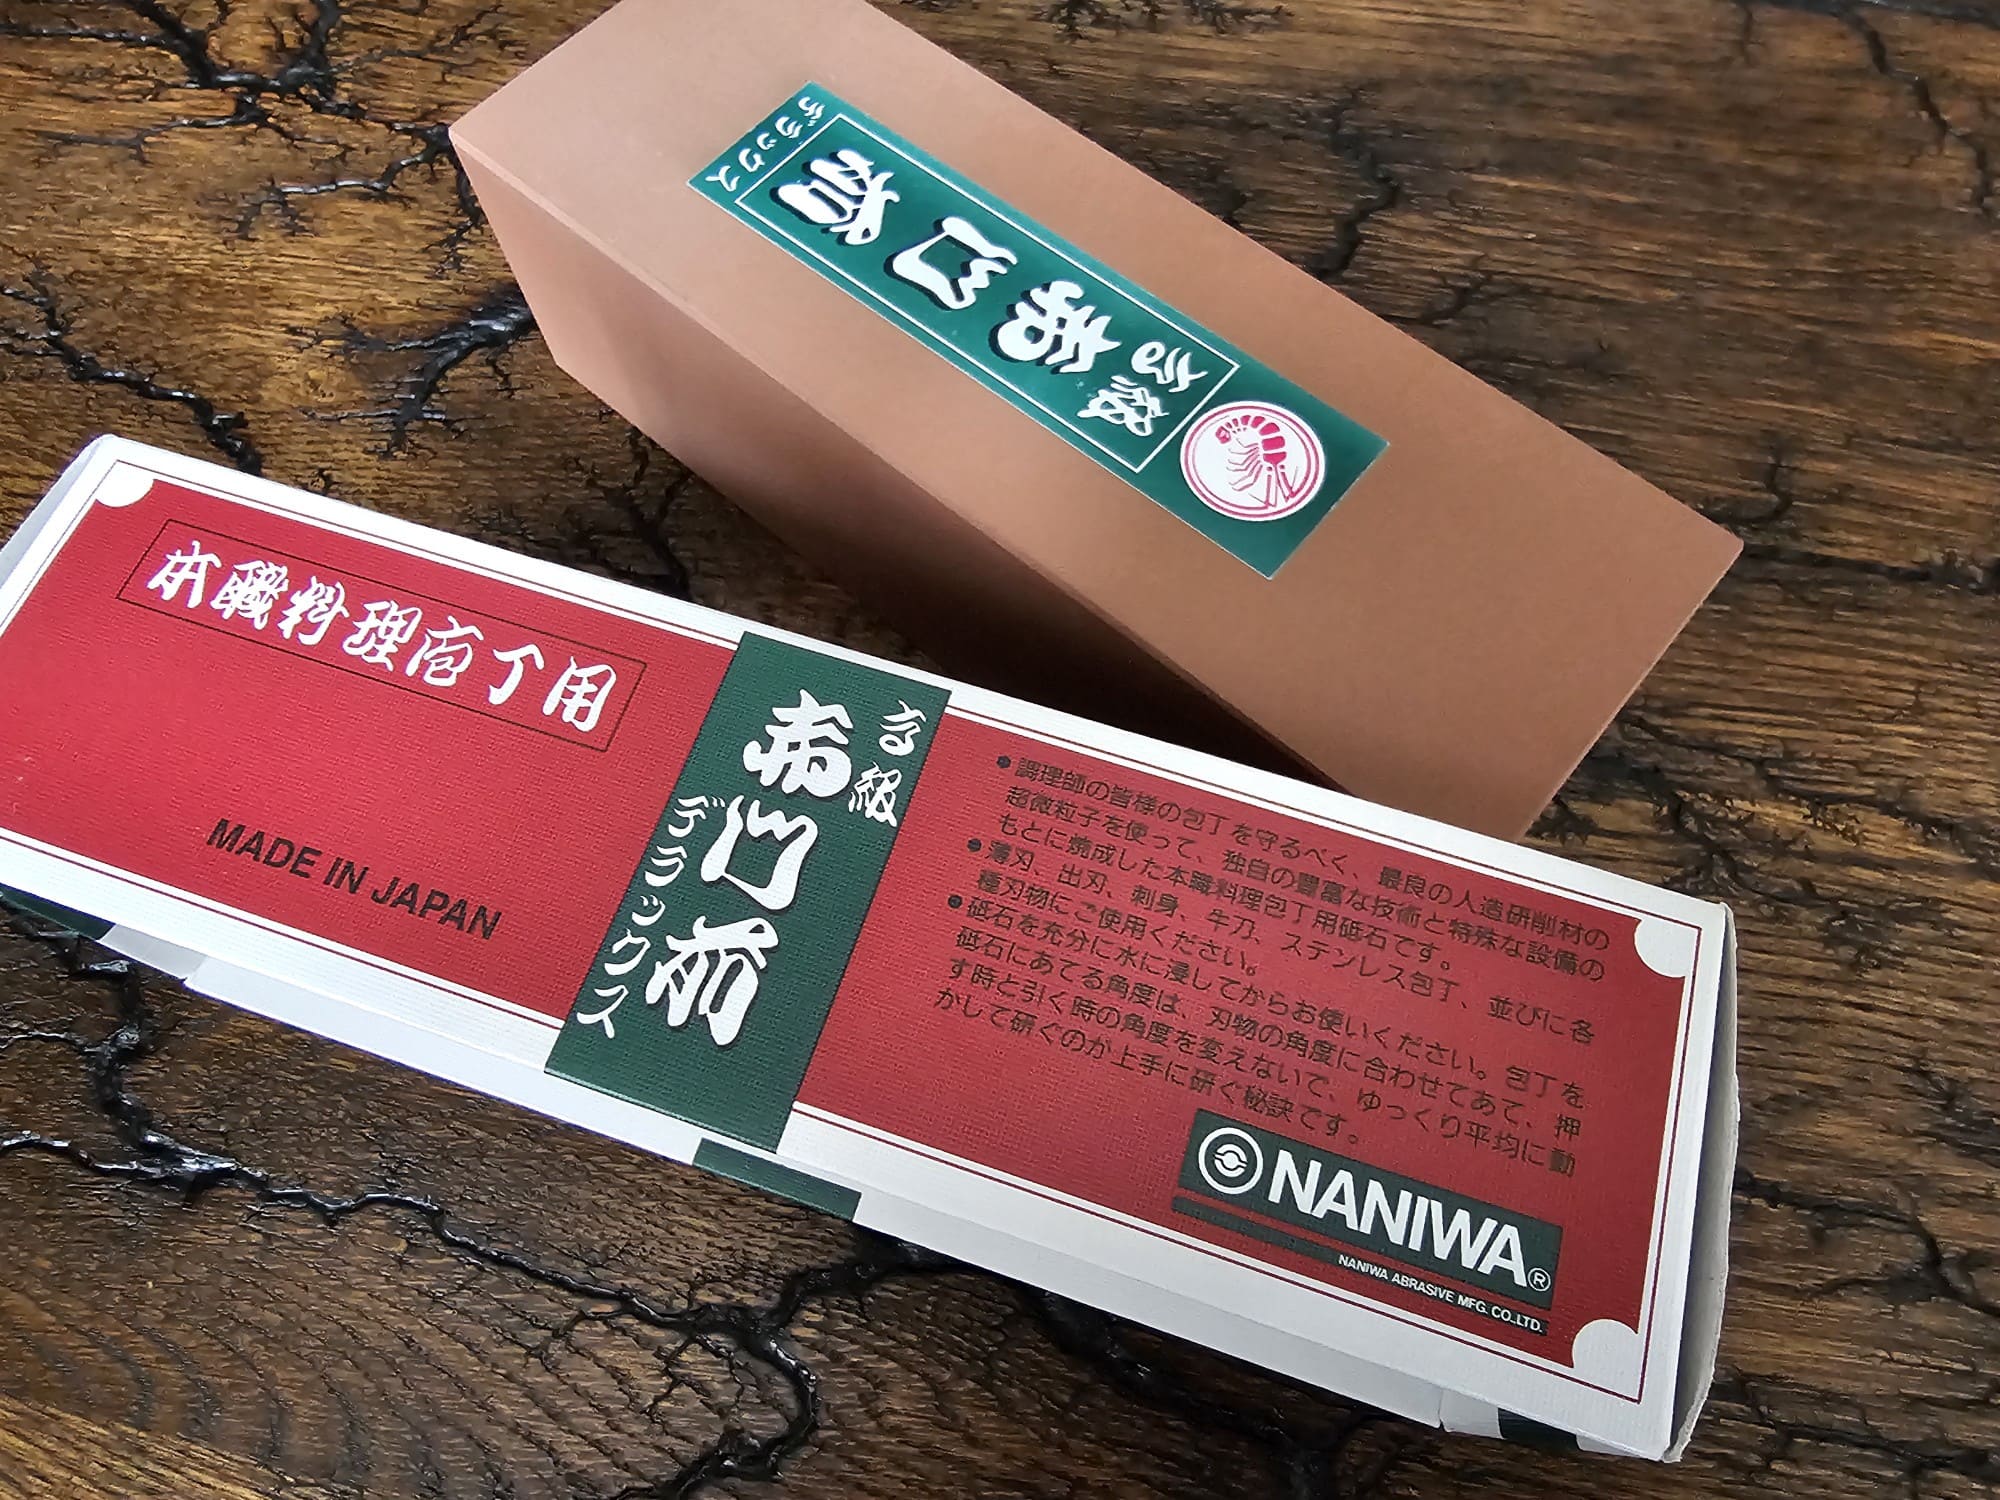 高級
赤門前
デラックス
本職料理庖丁用
MADE IN JAPAN
高級
赤門前
デラックス
●調理師の皆様の包丁を守るべく、最良の人造研削材の
超微粒子を使って、独自の豊富な技術と特殊な設備の
もとに焼成した本職料理包丁用砥石です。
●薄刃、出刃、刺身、牛刀、ステンレス包丁、並びに各
種刃物にご使用ください。
●砥石を充分に水に浸してからお使いください。包丁を
砥石にあてる角度は、刃物の角度に合わせてあて、押
す時と引く時の角度を変えないで、ゆっくり平均に動
かして研ぐのが上手に研ぐ秘訣です。
NANIWA®
NANIWA ABRASIVE MFG. CO.,LTD.